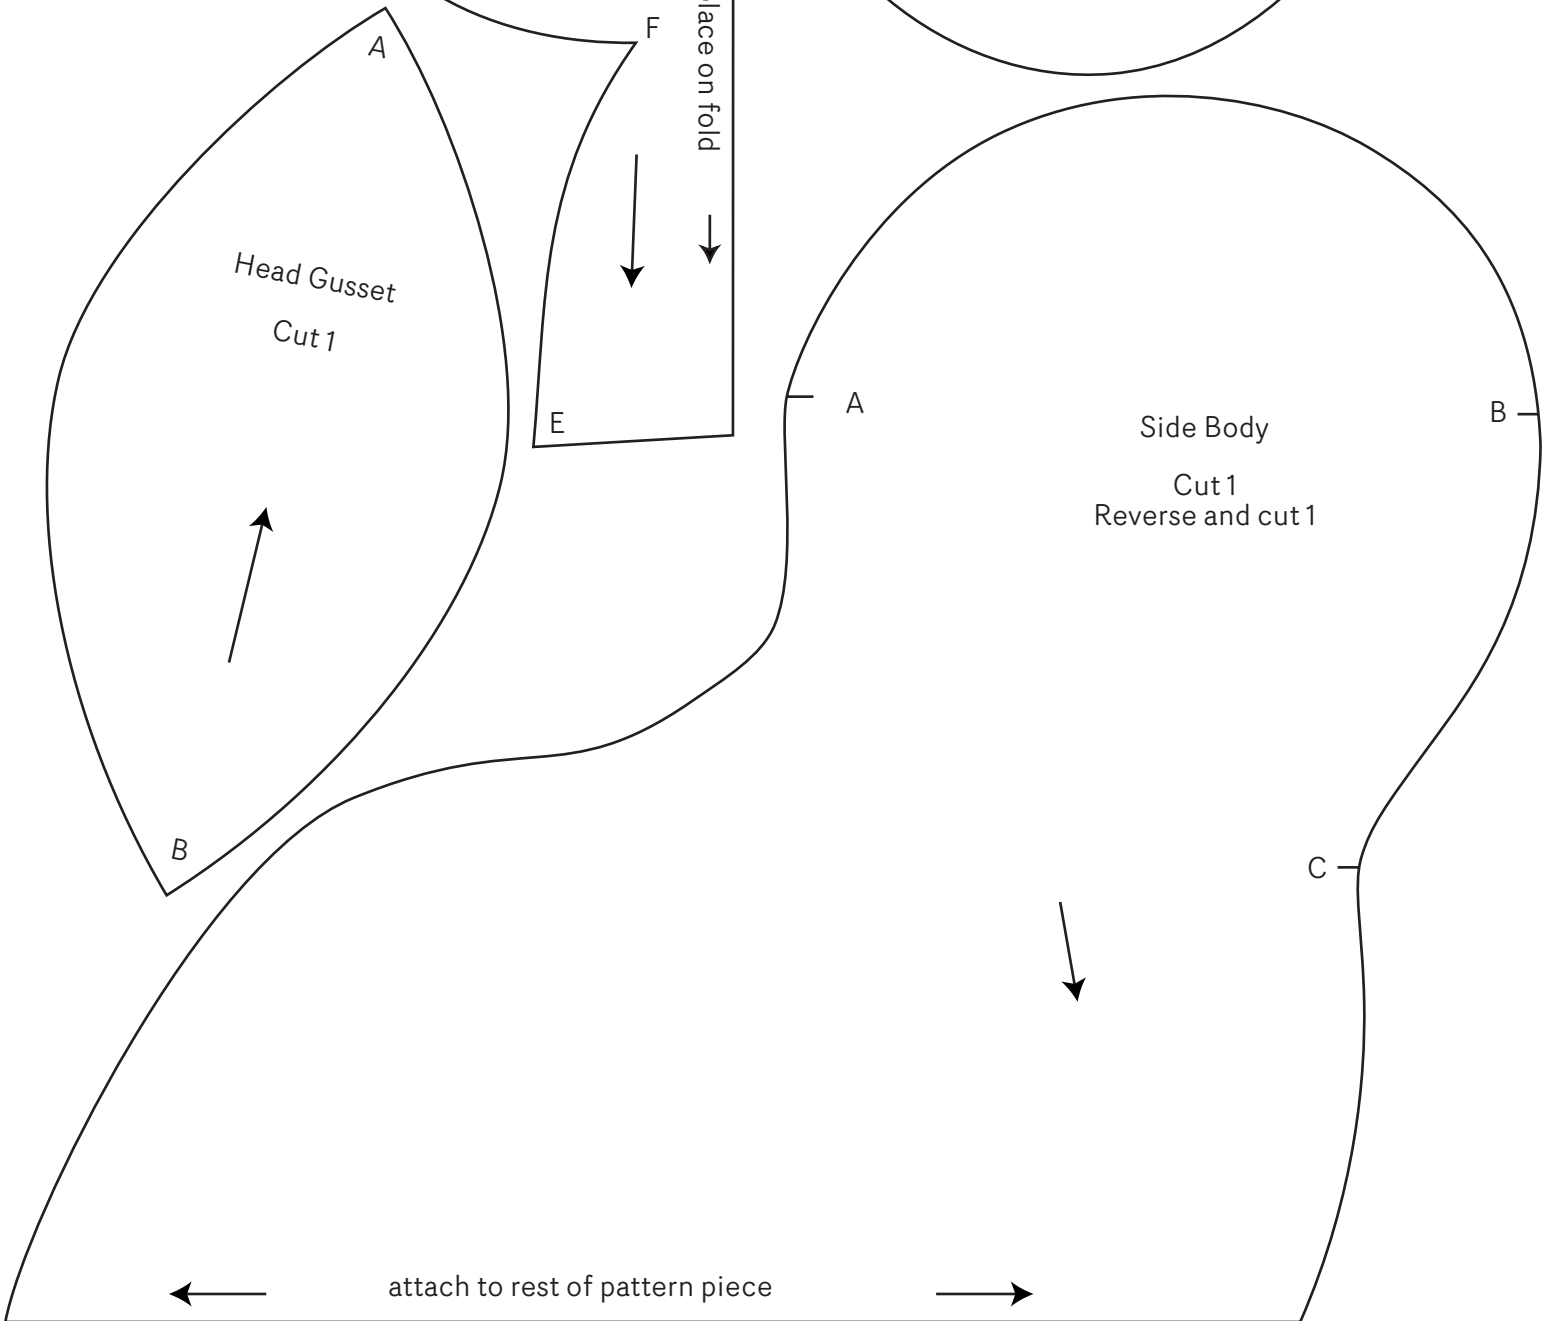 A
F
lace on fold
Head Gusset
Cut 1
E
B
A
B
Side Body
Cut 1
Reverse and cut 1
C
attach to rest of pattern piece